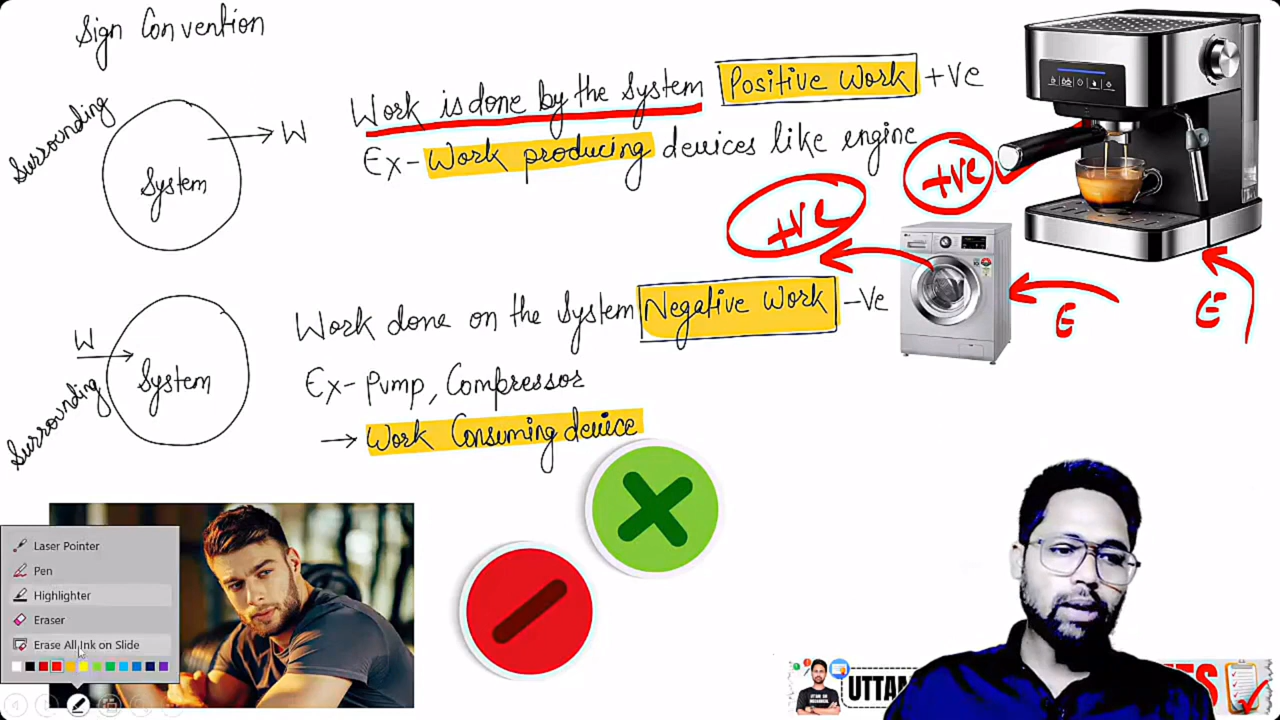 Sign Convention
Surrounding
System
W
Work is done by the System Positive Work +Ve
Ex- Work producing devices like engine
+ve
+ve
E
E
W
Surrounding
System
Work done on the System Negative Work -Ve
Ex- Pump, Compressor
→ Work Consuming device
Laser Pointer
Pen
Highlighter
Eraser
Erase All Ink on Slide
UTTAM
ES